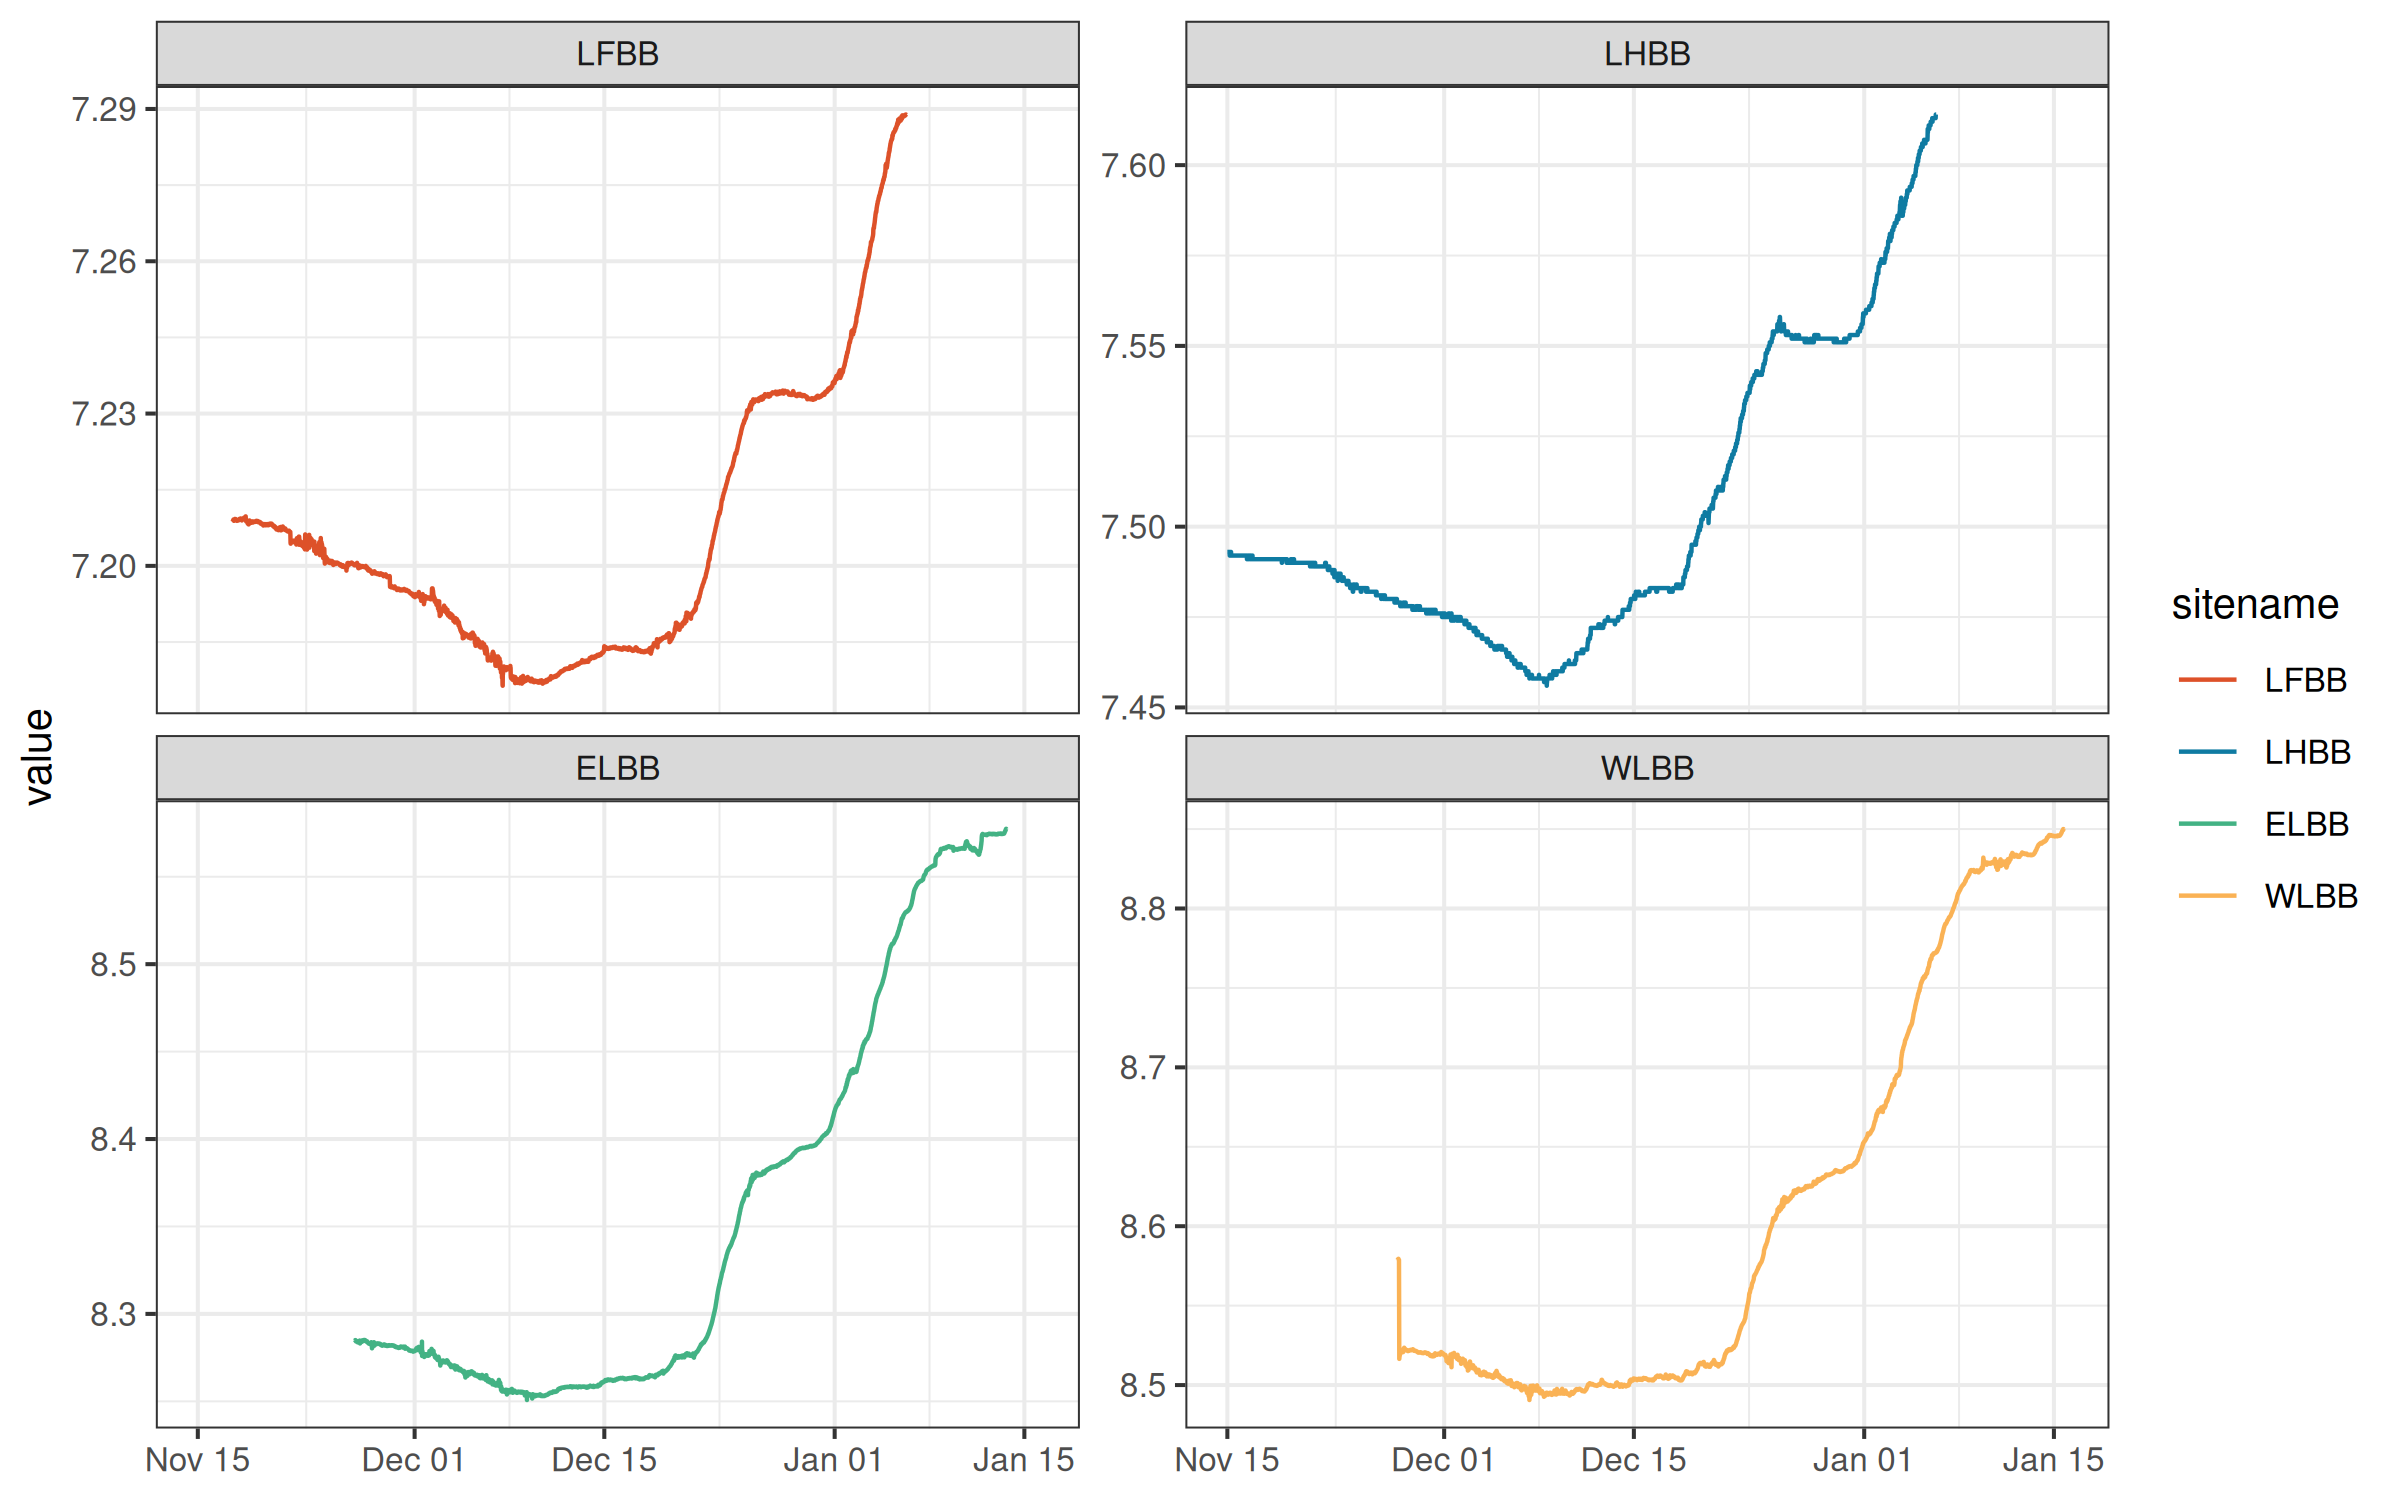 LFBB
LHBB
7.29
7.26
7.23
7.20
7.60
7.55
7.50
7.45
value
ELBB
WLBB
8.5
8.4
8.3
8.8
8.7
8.6
8.5
Nov 15 Dec 01 Dec 15 Jan 01 Jan 15
Nov 15 Dec 01 Dec 15 Jan 01 Jan 15
sitename
LFBB
LHBB
ELBB
WLBB